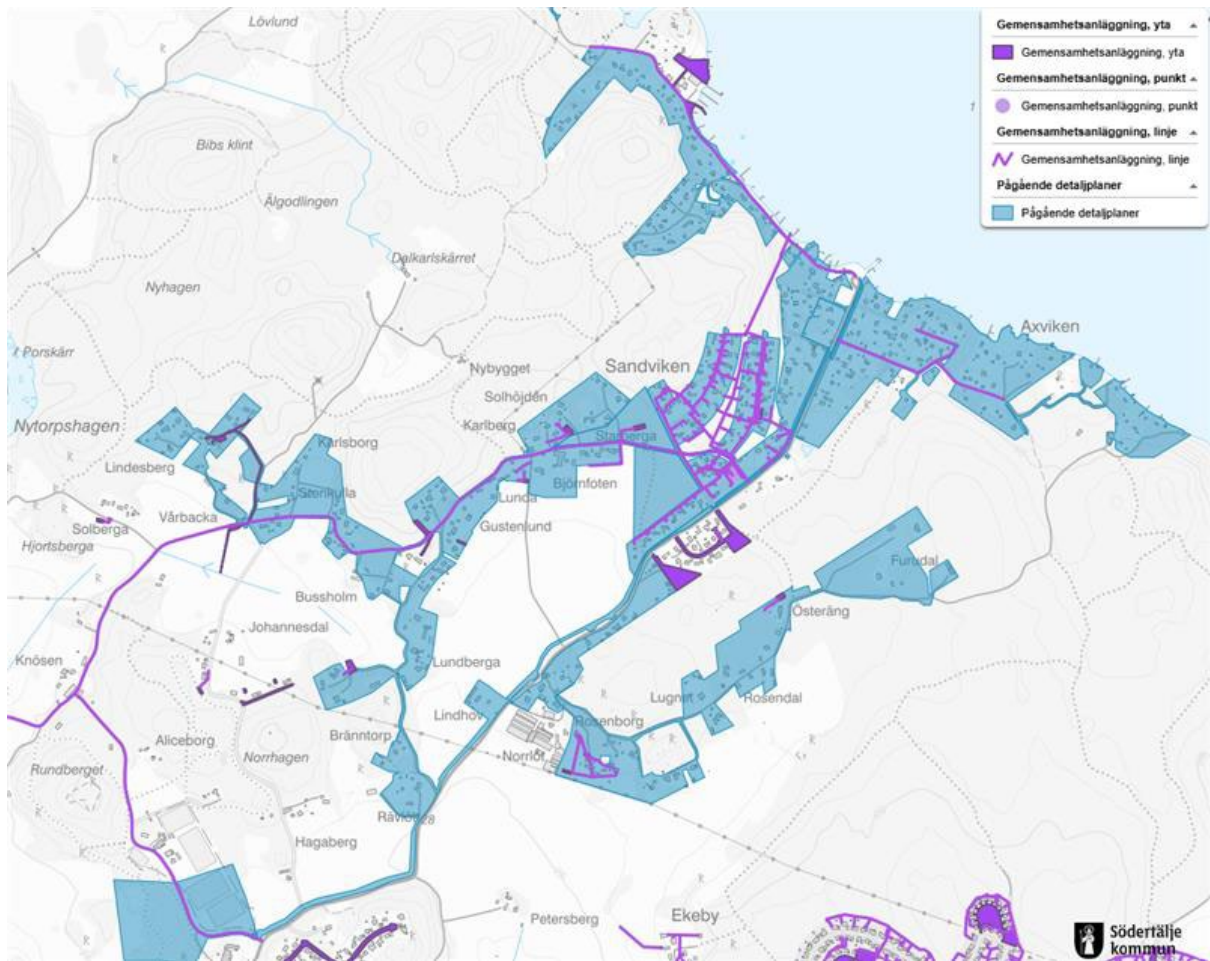 Gemensamhetsanläggning, yta
Gemensamhetsanläggning, yta
Gemensamhetsanläggning, punkt
Gemensamhetsanläggning, punkt
Gemensamhetsanläggning, linje
Gemensamhetsanläggning, linje
Pågående detaljplaner
Pågående detaljplaner
Lövlund
Bibs klint
Älgodlingen
Dalkarlskärret
Nyhagen
Axviken
Porskärr
Nybygget
Sandviken
Solhöjden
Nytorpshagen
Karlberg
Karlsborg
Stasberga
Lindesberg
Björnfoten
Stenkulla
Lunda
Vårbacka
Gustenlund
Solberga
Hjortsberga
Furudal
Bussholm
Österäng
Johannesdal
Knösen
Lundberga
Lugnet
Rosendal
Lindhov
Rosenborg
Bränntorp
Aliceborg
Norrhagen
Norrlöt
Rundberget
Rävlöt
28
Hagaberg
Petersberg
Ekeby
Södertälje
kommun